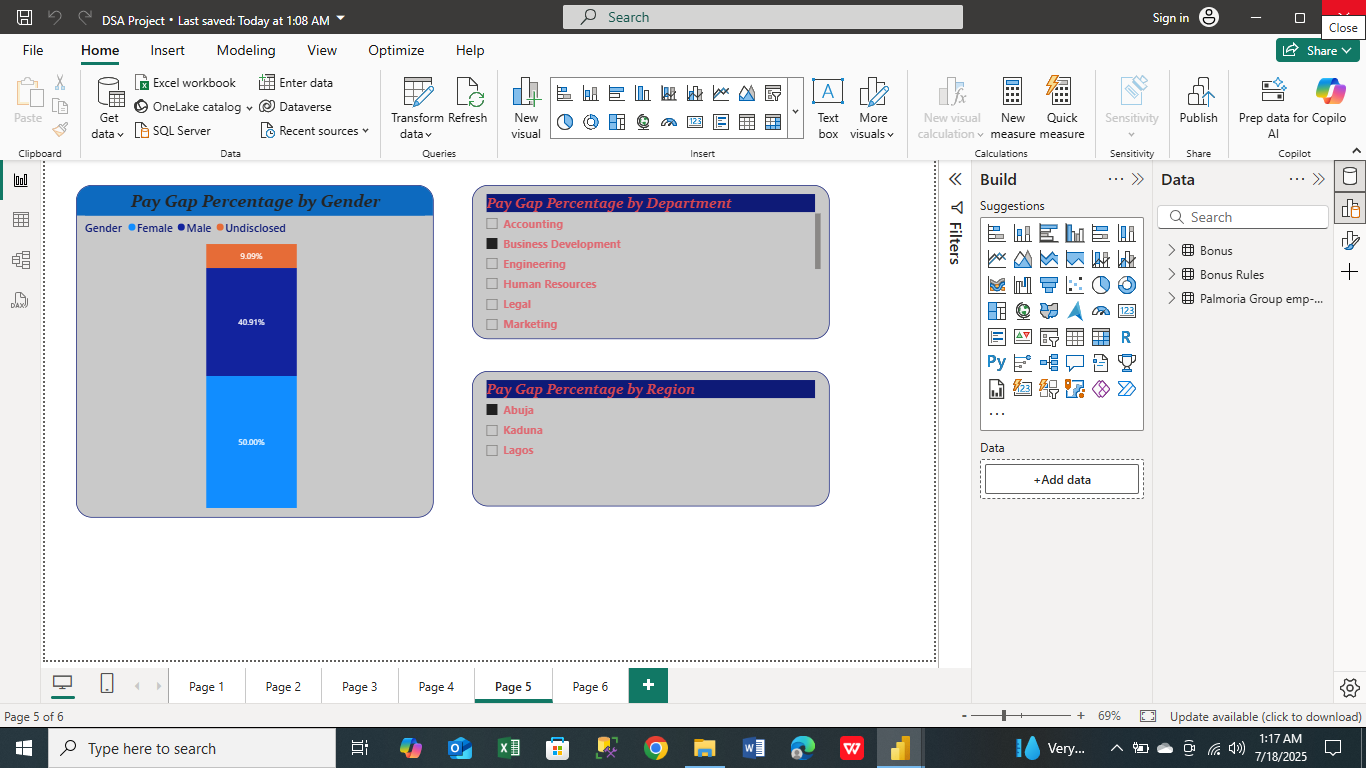 DSA Project • Last saved: Today at 1:08 AM
Search
Sign in
Close
File
Home
Insert
Modeling
View
Optimize
Help
Share
Paste
Clipboard
Get data
Excel workbook
OneLake catalog
SQL Server
Enter data
Dataverse
Recent sources
Data
Transform data
Refresh
Queries
New visual
Text box
More visuals
Insert
New visual calculation
New measure
Quick measure
Calculations
Sensitivity
Sensitivity
Publish
Share
Prep data for AI
Copilo
Copilot
Pay Gap Percentage by Gender
Gender Female Male Undisclosed
9.09%
40.91%
50.00%
Pay Gap Percentage by Department
Accounting
Business Development
Engineering
Human Resources
Legal
Marketing
Pay Gap Percentage by Region
Abuja
Kaduna
Lagos
Filters
Build
Suggestions
123
R
Py
123
...
Data
+Add data
Data
Search
Bonus
Bonus Rules
Palmoria Group emp-...
DAX
Page 1
Page 2
Page 3
Page 4
Page 5
Page 6
+
Page 5 of 6
- + 69%
Update available (click to download)
Type here to search
Very...
1:17 AM
7/18/2025